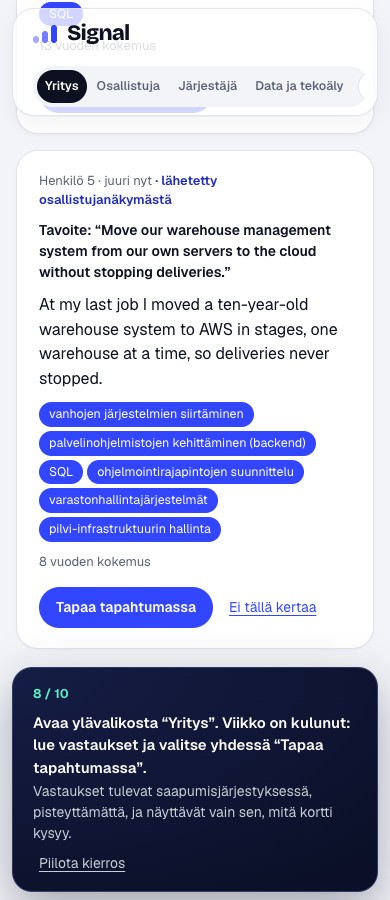 SQL
Signal
13 vuoden kokemus
Yritys Osallistuja Järjestäjä Data ja tekoäly
Henkilö 5 · juuri nyt · lähetetty
osallistujanäkymästä
Tavoite: “Move our warehouse management
system from our own servers to the cloud
without stopping deliveries.”
At my last job I moved a ten-year-old
warehouse system to AWS in stages, one
warehouse at a time, so deliveries never
stopped.
vanhojen järjestelmien siirtäminen
palvelinohjelmistojen kehittäminen (backend)
SQL ohjelmointirajapintojen suunnittelu
varastonhallintajärjestelmät
pilvi-infrastruktuurin hallinta
8 vuoden kokemus
Tapaa tapahtumassa Ei tällä kertaa
8 / 10
Avaa ylävalikosta “Yritys”. Viikko on kulunut:
lue vastaukset ja valitse yhdessä “Tapaa
tapahtumassa”.
Vastaukset tulevat saapumisjärjestyksessä,
pisteyttämättä, ja näyttävät vain sen, mitä kortti
kysyy.
Piilota kierros